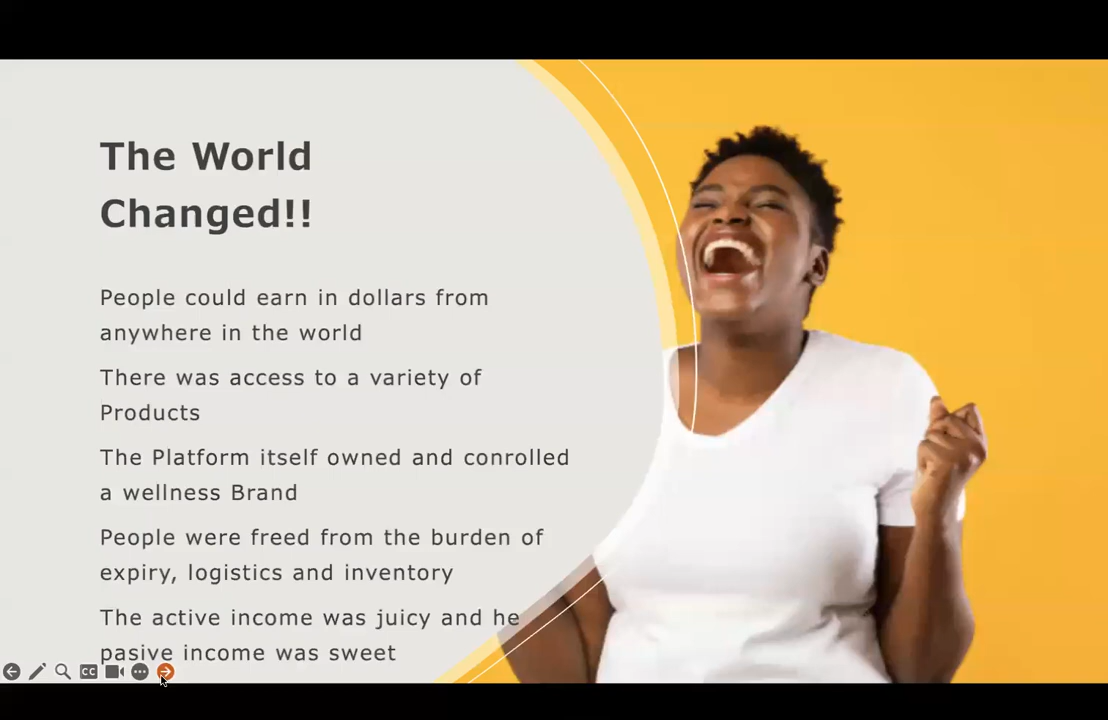 The World
Changed!!
People could earn in dollars from
anywhere in the world
There was access to a variety of
Products
The Platform itself owned and conrolled
a wellness Brand
People were freed from the burden of
expiry, logistics and inventory
The active income was juicy and he
pasive income was sweet
CC